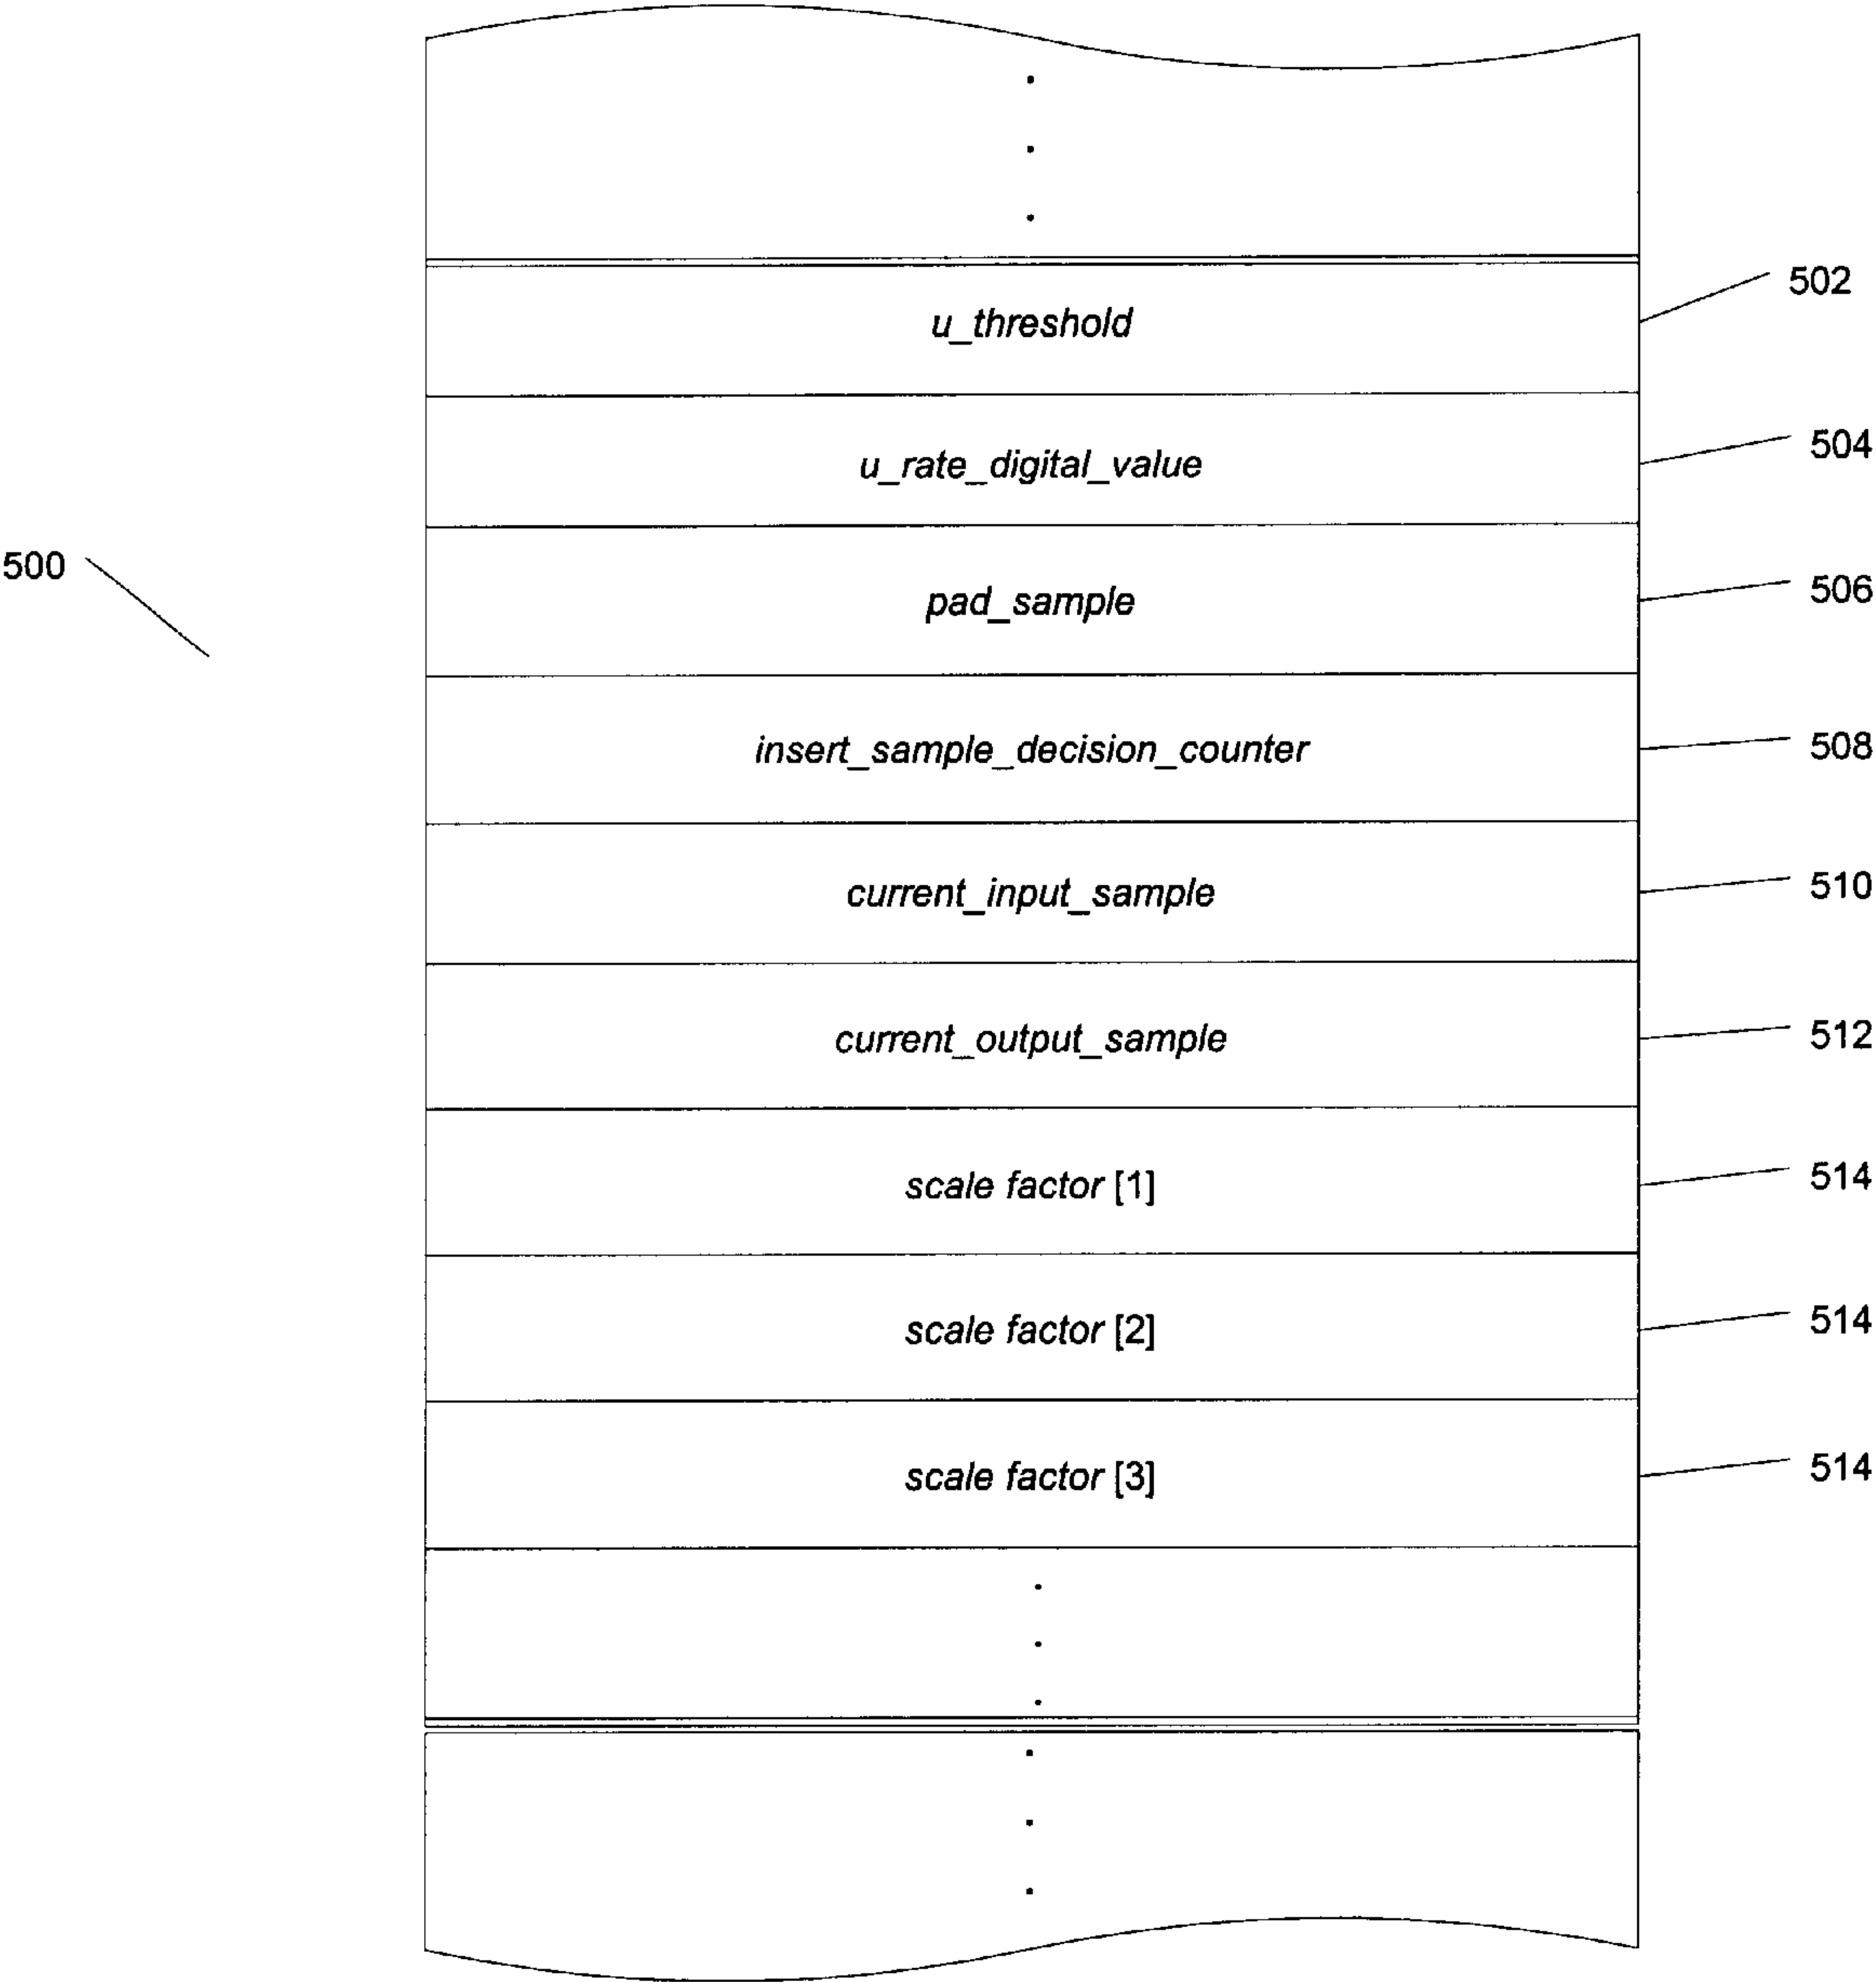 502
u_threshold
504
u_rate_digital_value
500
506
pad_sample
508
insert_sample_decision_counter
510
current_input_sample
512
current_output_sample
514
scale factor [1]
514
scale factor [2]
514
scale factor [3]